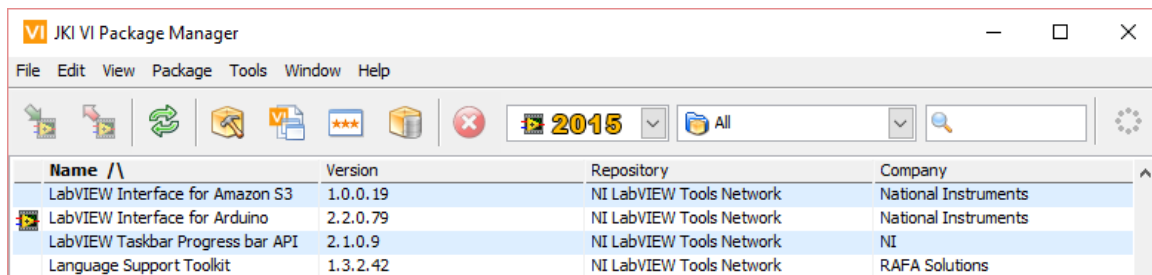 VI JKI VI Package Manager
File Edit View Package Tools Window Help
VI *** 2015 All
Name /\ Version Repository Company
LabVIEW Interface for Amazon S3 1.0.0.19 NI LabVIEW Tools Network National Instruments
LabVIEW Interface for Arduino 2.2.0.79 NI LabVIEW Tools Network National Instruments
LabVIEW Taskbar Progress bar API 2.1.0.9 NI LabVIEW Tools Network NI
Language Support Toolkit 1.3.2.42 NI LabVIEW Tools Network RAFA Solutions